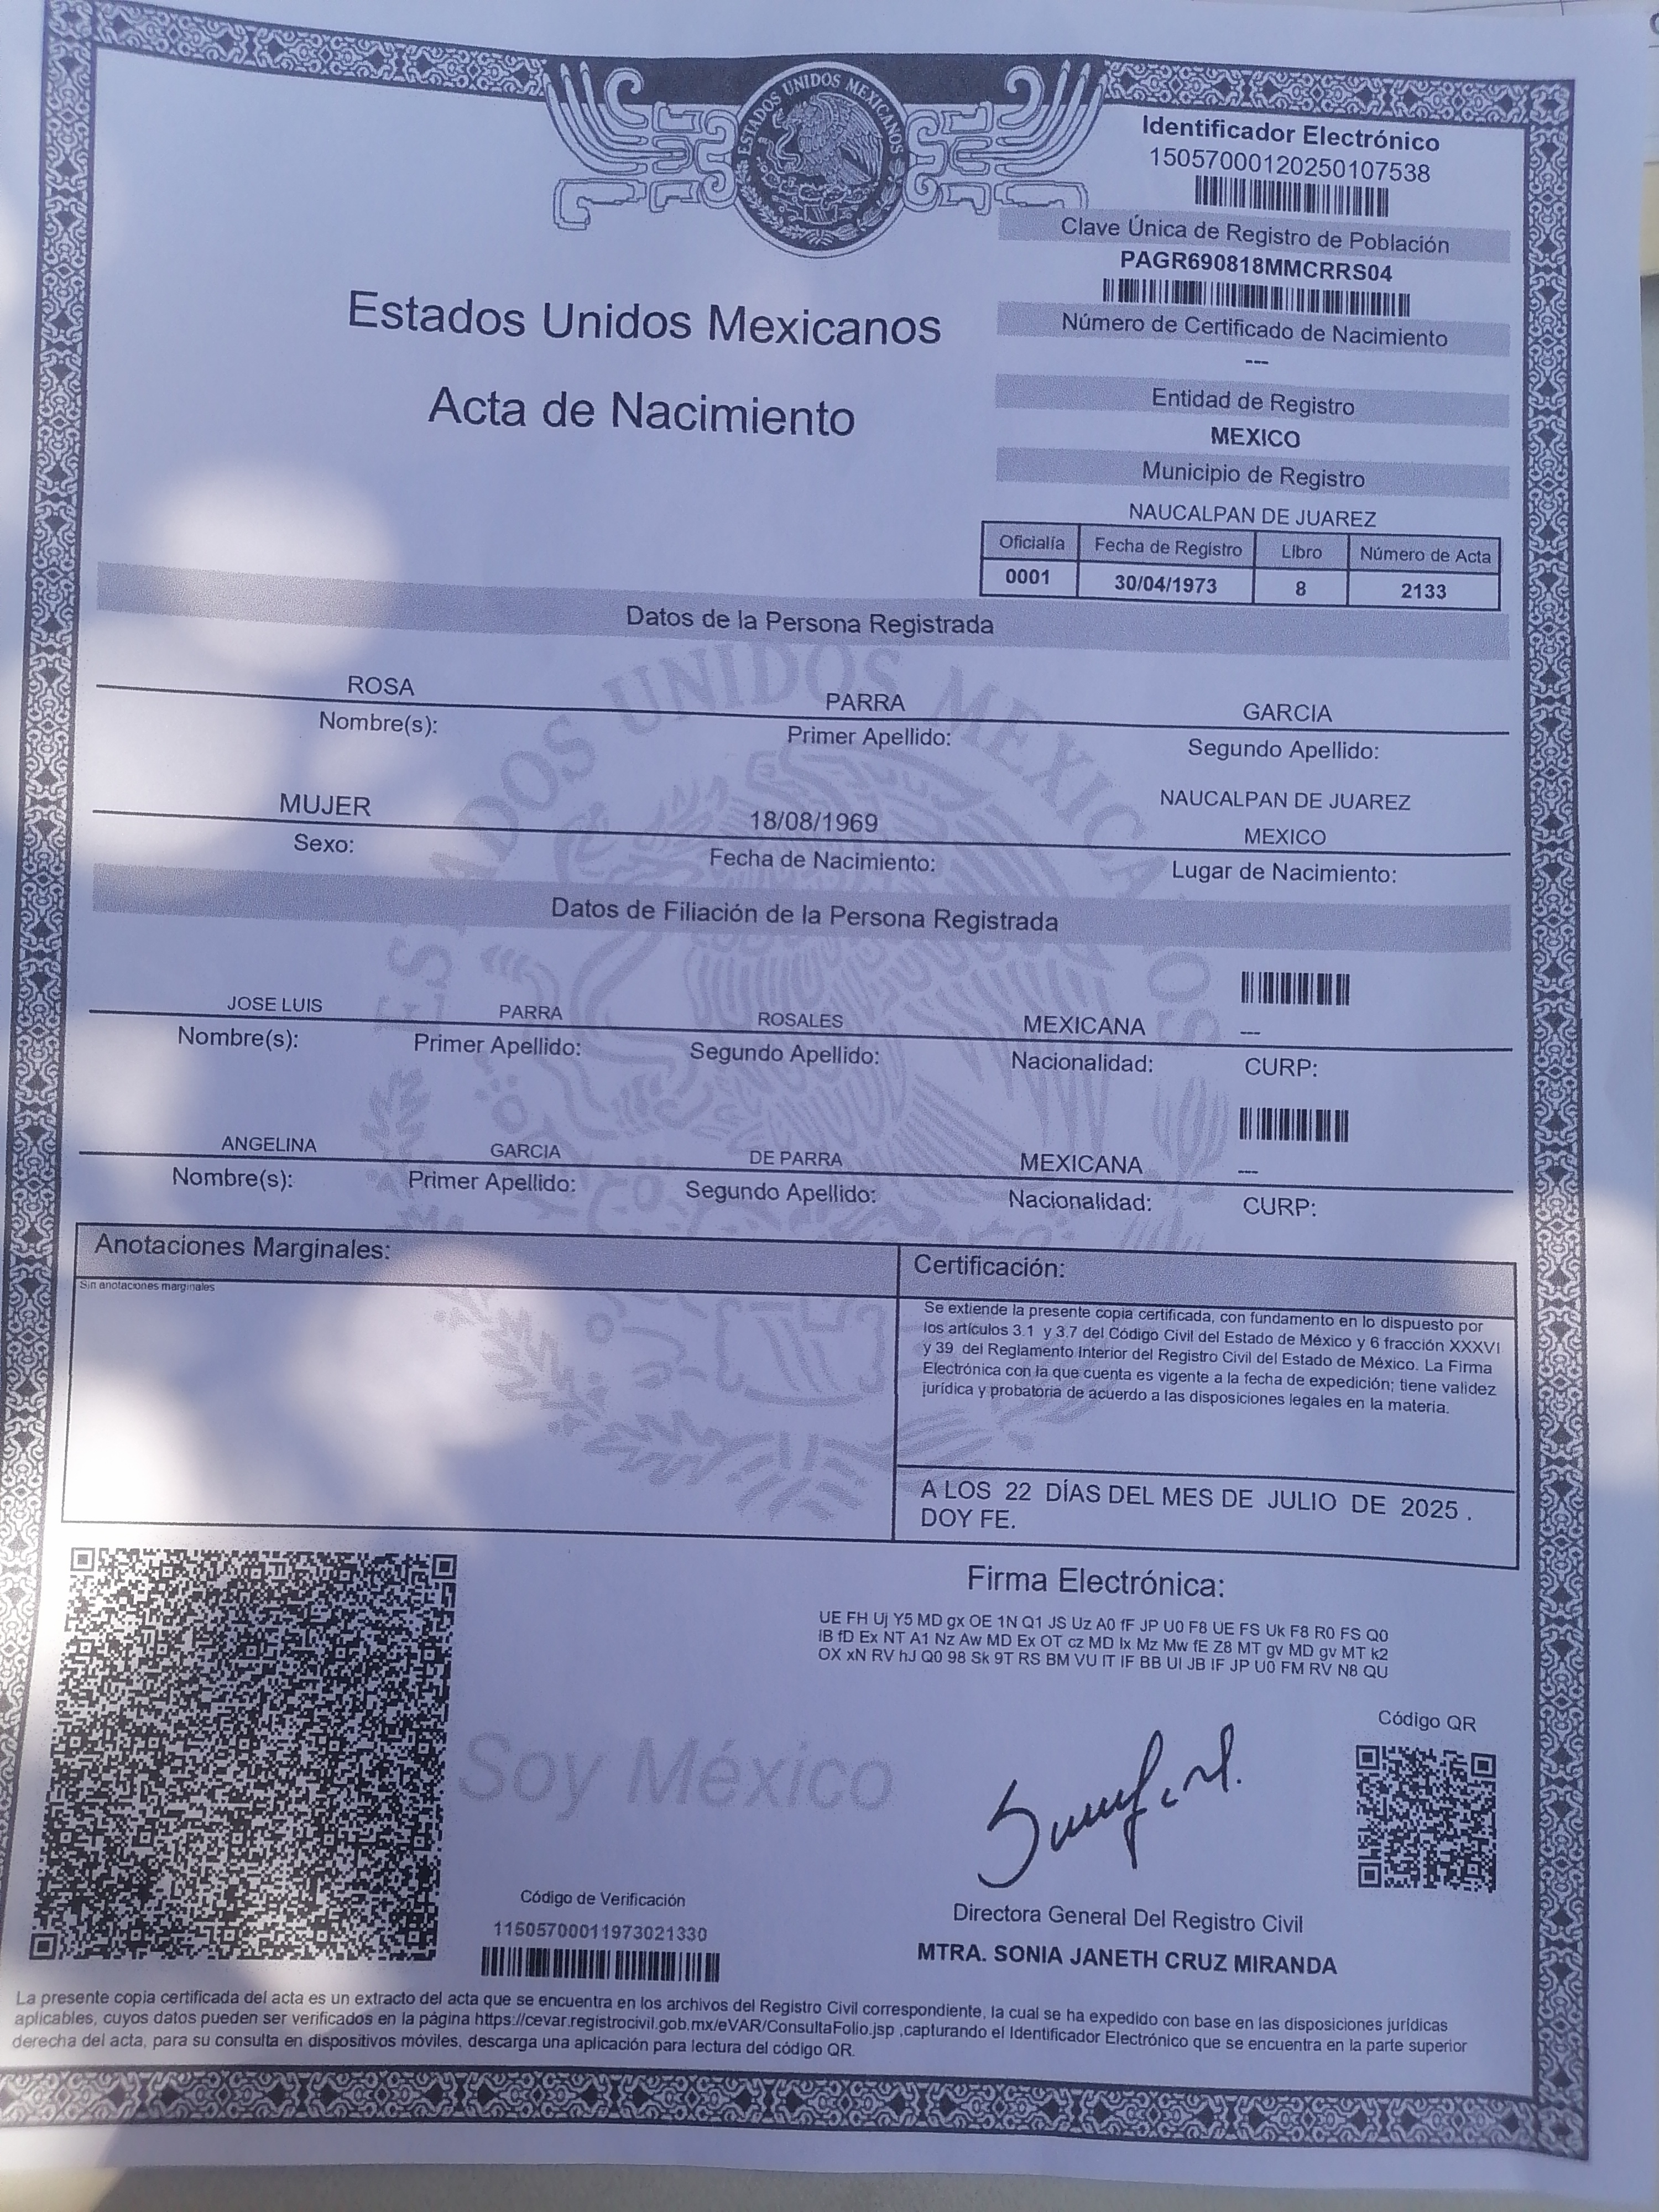 ESTADOS UNIDOS MEXICANOS
Identificador Electrónico
15057000120250107538
Clave Única de Registro de Población
PAGR690818MMCRRS04
Número de Certificado de Nacimiento
---
Estados Unidos Mexicanos
Acta de Nacimiento
Entidad de Registro
MEXICO
Municipio de Registro
NAUCALPAN DE JUAREZ
Oficialía Fecha de Registro Libro Número de Acta
0001 30/04/1973 8 2133
Datos de la Persona Registrada
ROSA PARRA GARCIA
Nombre(s): Primer Apellido: Segundo Apellido:
MUJER 18/08/1969 NAUCALPAN DE JUAREZ
MEXICO
Sexo: Fecha de Nacimiento: Lugar de Nacimiento:
Datos de Filiación de la Persona Registrada
JOSE LUIS PARRA ROSALES MEXICANA ---
Nombre(s): Primer Apellido: Segundo Apellido: Nacionalidad: CURP:
ANGELINA GARCIA DE PARRA MEXICANA ---
Nombre(s): Primer Apellido: Segundo Apellido: Nacionalidad: CURP:
ESTADOS UNIDOS MEXICANOS
Anotaciones Marginales:
Sin anotaciones marginales
Certificación:
Se extiende la presente copia certificada, con fundamento en lo dispuesto por
los artículos 3.1 y 3.7 del Código Civil del Estado de México y 6 fracción XXXVI
y 39 del Reglamento Interior del Registro Civil del Estado de México. La Firma
Electrónica con la que cuenta es vigente a la fecha de expedición; tiene validez
jurídica y probatoria de acuerdo a las disposiciones legales en la materia.
A LOS 22 DÍAS DEL MES DE JULIO DE 2025 .
DOY FE.
Firma Electrónica:
UE FH Uj Y5 MD gx OE 1N Q1 JS Uz A0 fF JP U0 F8 UE FS Uk F8 R0 FS Q0
lB fD Ex NT A1 Nz Aw MD Ex OT cz MD Ix Mz Mw fE Z8 MT gv MD gv MT k2
OX xN RV hJ Q0 98 Sk 9T RS BM VU lT IF BB Ul JB IF JP U0 FM RV N8 QU
Código QR
Soy México
Código de Verificación
11505700011973021330
Directora General Del Registro Civil
MTRA. SONIA JANETH CRUZ MIRANDA
La presente copia certificada del acta es un extracto del acta que se encuentra en los archivos del Registro Civil correspondiente, la cual se ha expedido con base en las disposiciones jurídicas
aplicables, cuyos datos pueden ser verificados en la página https://cevar.registrocivil.gob.mx/eVAR/ConsultaFolio.jsp ,capturando el Identificador Electrónico que se encuentra en la parte superior
derecha del acta, para su consulta en dispositivos móviles, descarga una aplicación para lectura del código QR.